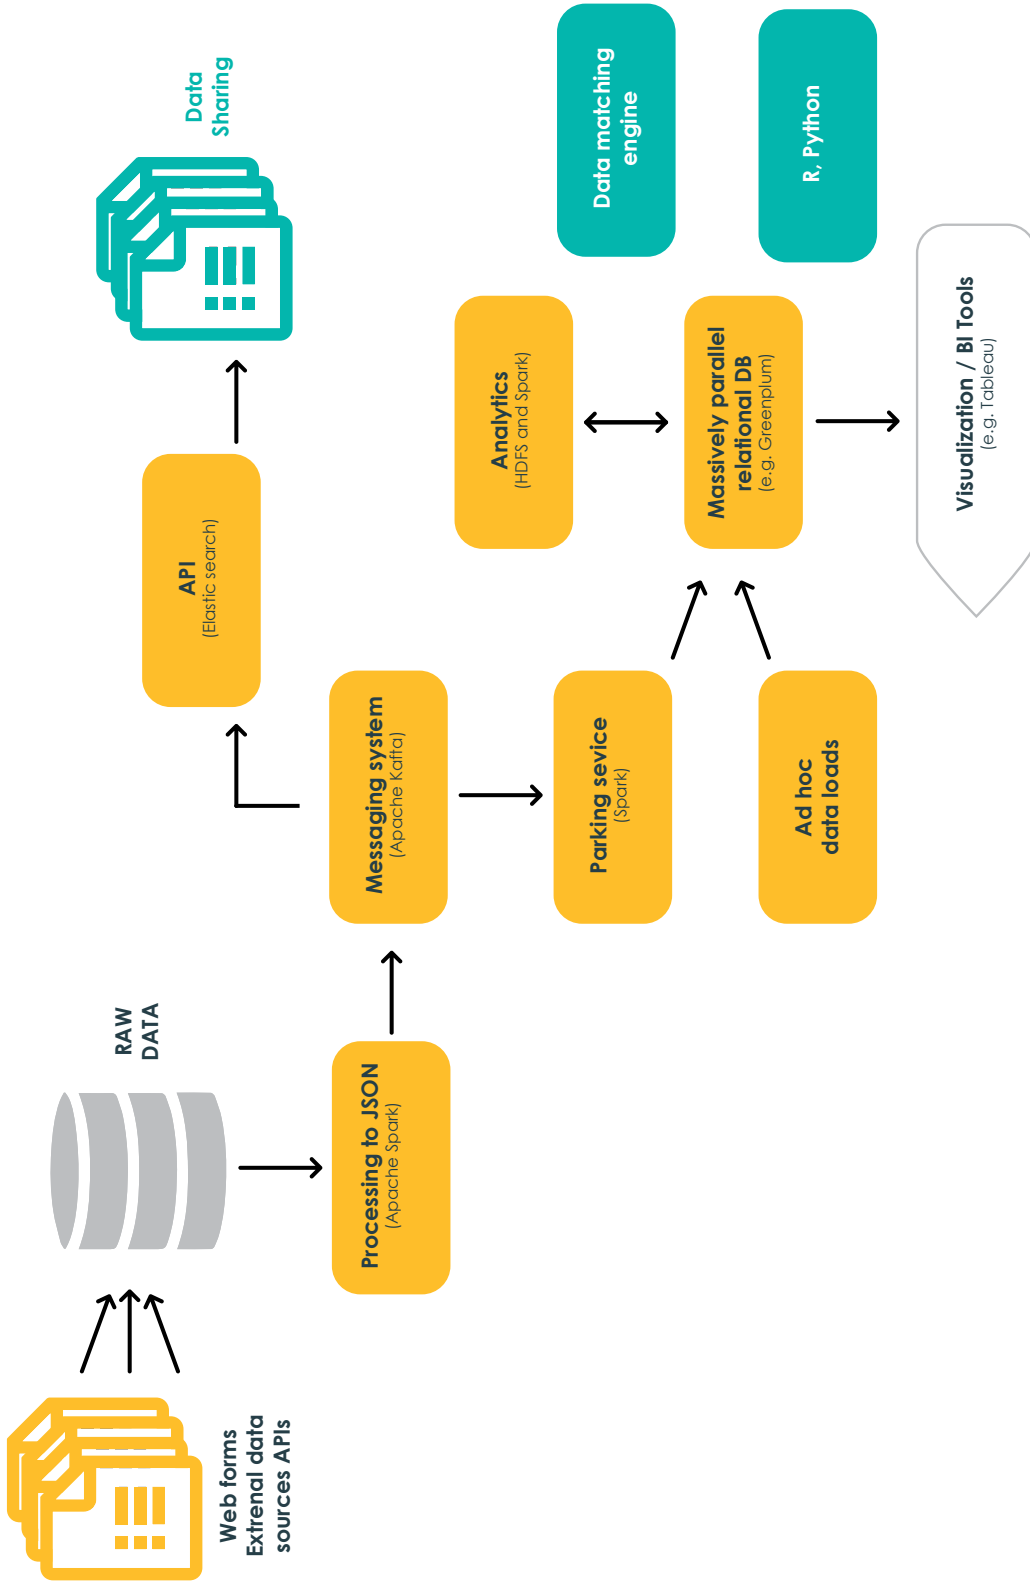 Web forms
Extrenal data
sources APIs
RAW
DATA
Processing to JSON
(Apache Spark)
Messaging system
(Apache Kafta)
API
(Elastic search)
Data
Sharing
Parking sevice
(Spark)
Ad hoc
data loads
Analytics
(HDFS and Spark)
Massively parallel
relational DB
(e.g. Greenplum)
Data matching
engine
R, Python
Visualization / BI Tools
(e.g. Tableau)